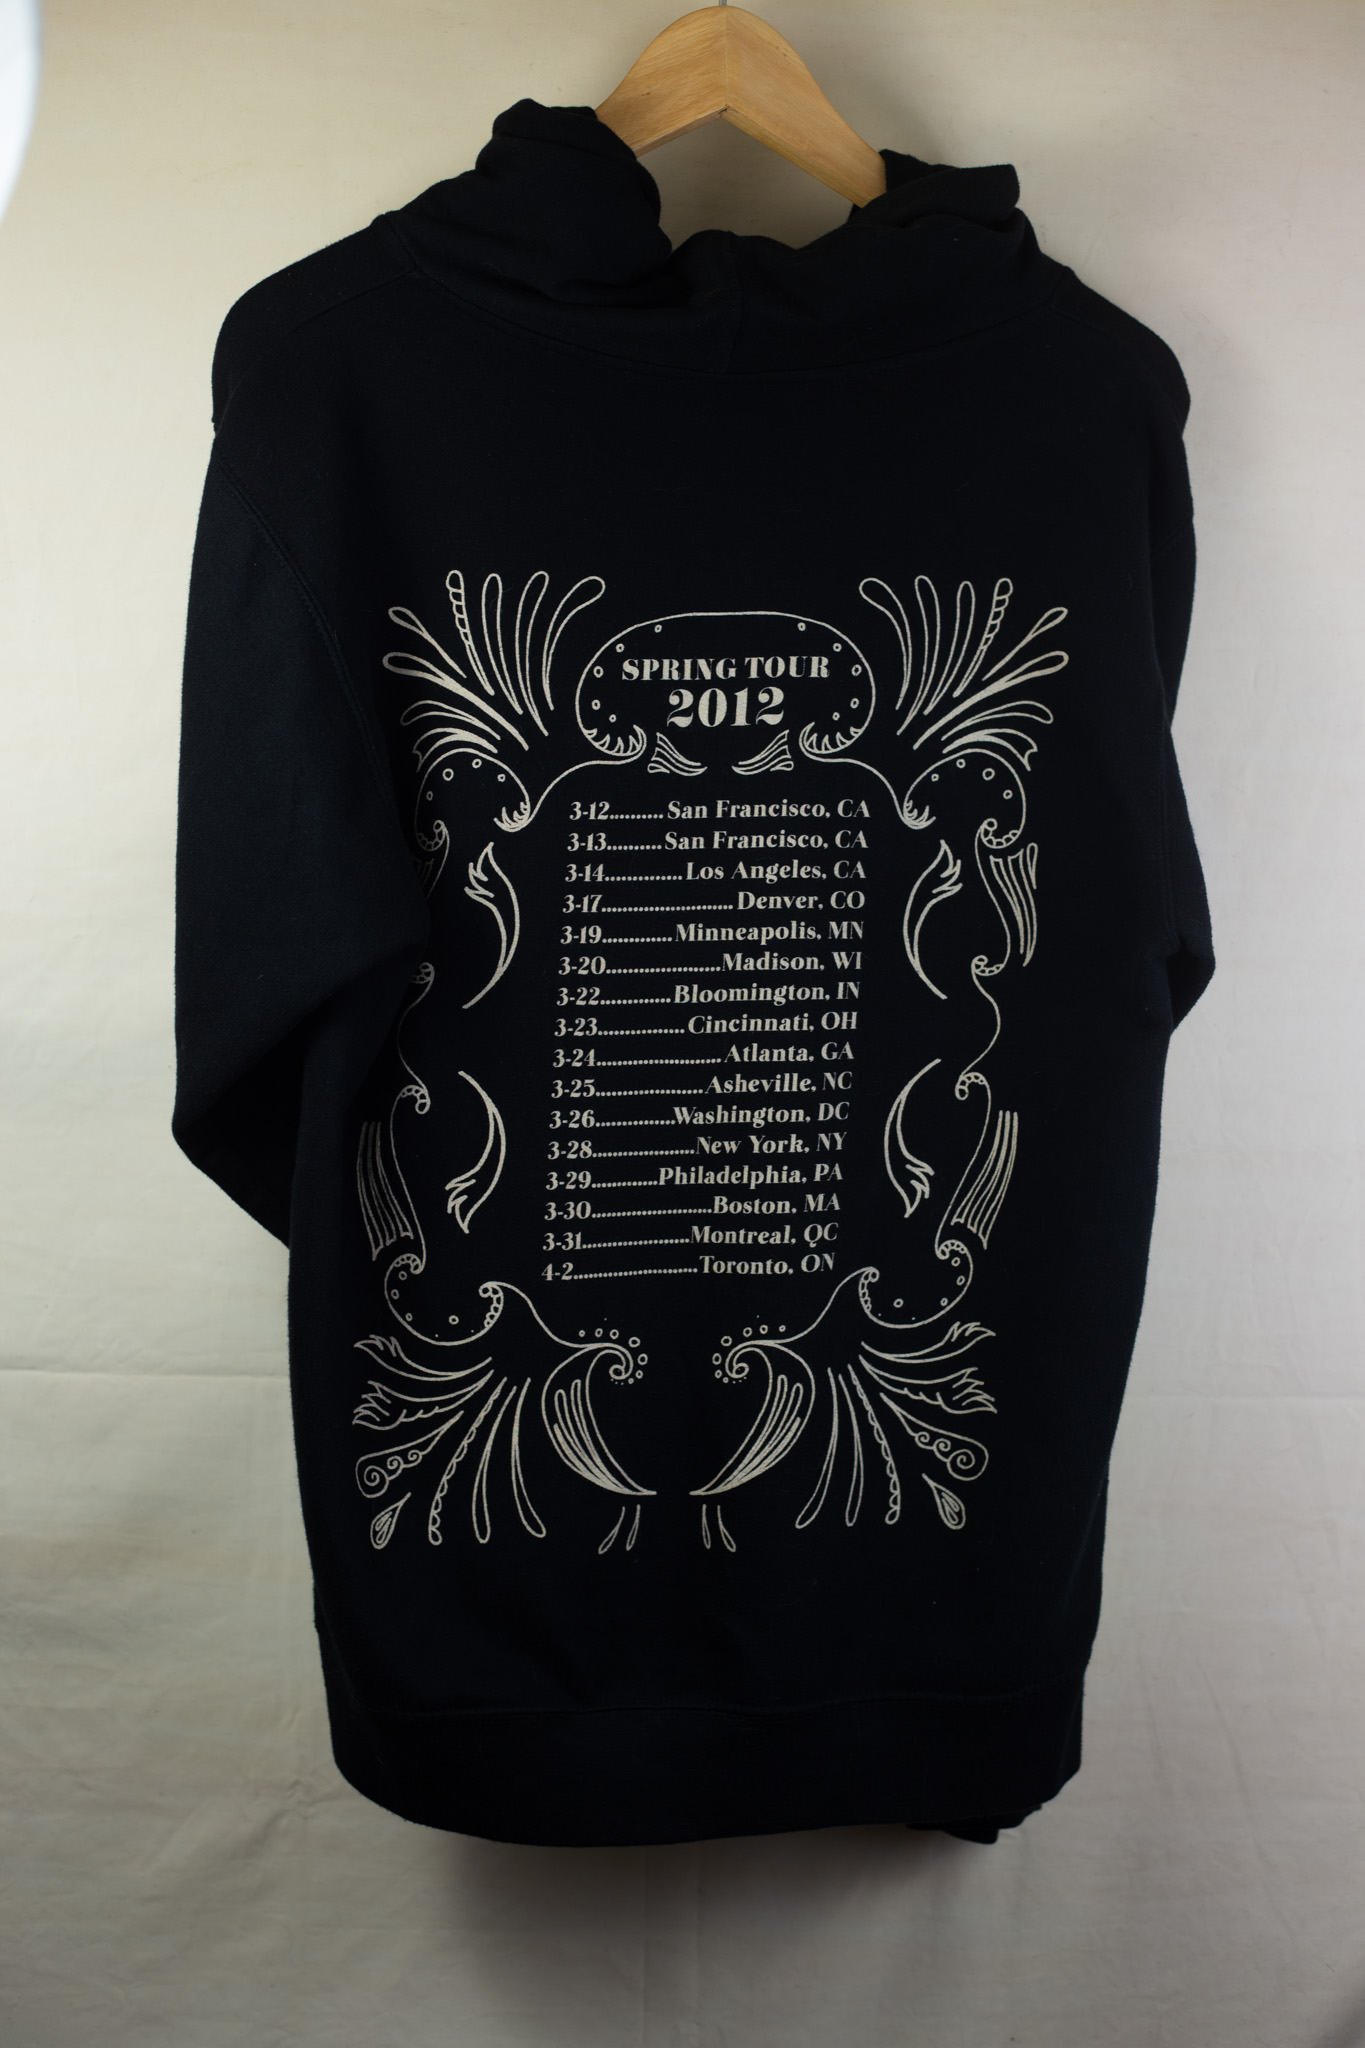 SPRING TOUR
2012
3-12.......... San Francisco, CA
3-13.......... San Francisco, CA
3-14.............. Los Angeles, CA
3-17........................ Denver, CO
3-19............. Minneapolis, MN
3-20..................... Madison, WI
3-22............. Bloomington, IN
3-23................ Cincinnati, OH
3-24....................... Atlanta, GA
3-25.................... Asheville, NC
3-26............... Washington, DC
3-28................... New York, NY
3-29............ Philadelphia, PA
3-30...................... Boston, MA
3-31.................... Montreal, QC
4-2....................... Toronto, ON